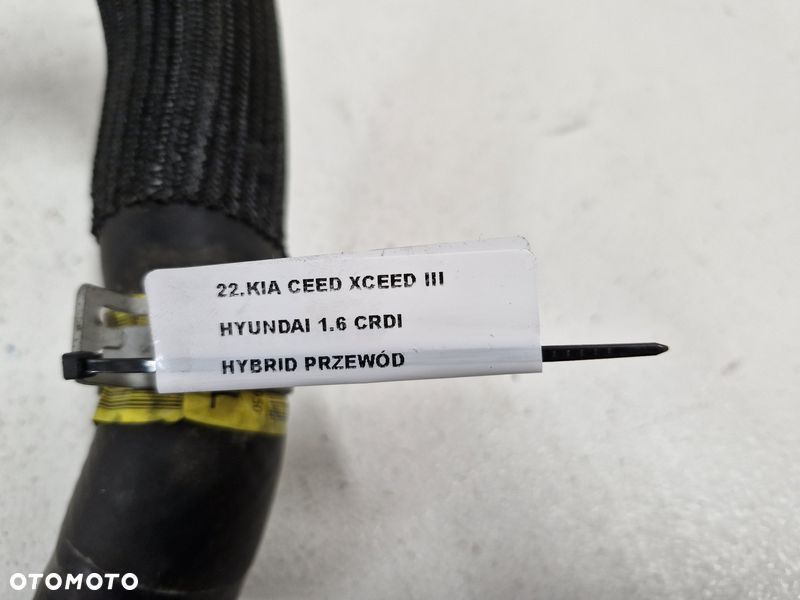 22.KIA CEED XCEED III
HYUNDAI 1.6 CRDI
HYBRID PRZEWÓD
OTOMOTO